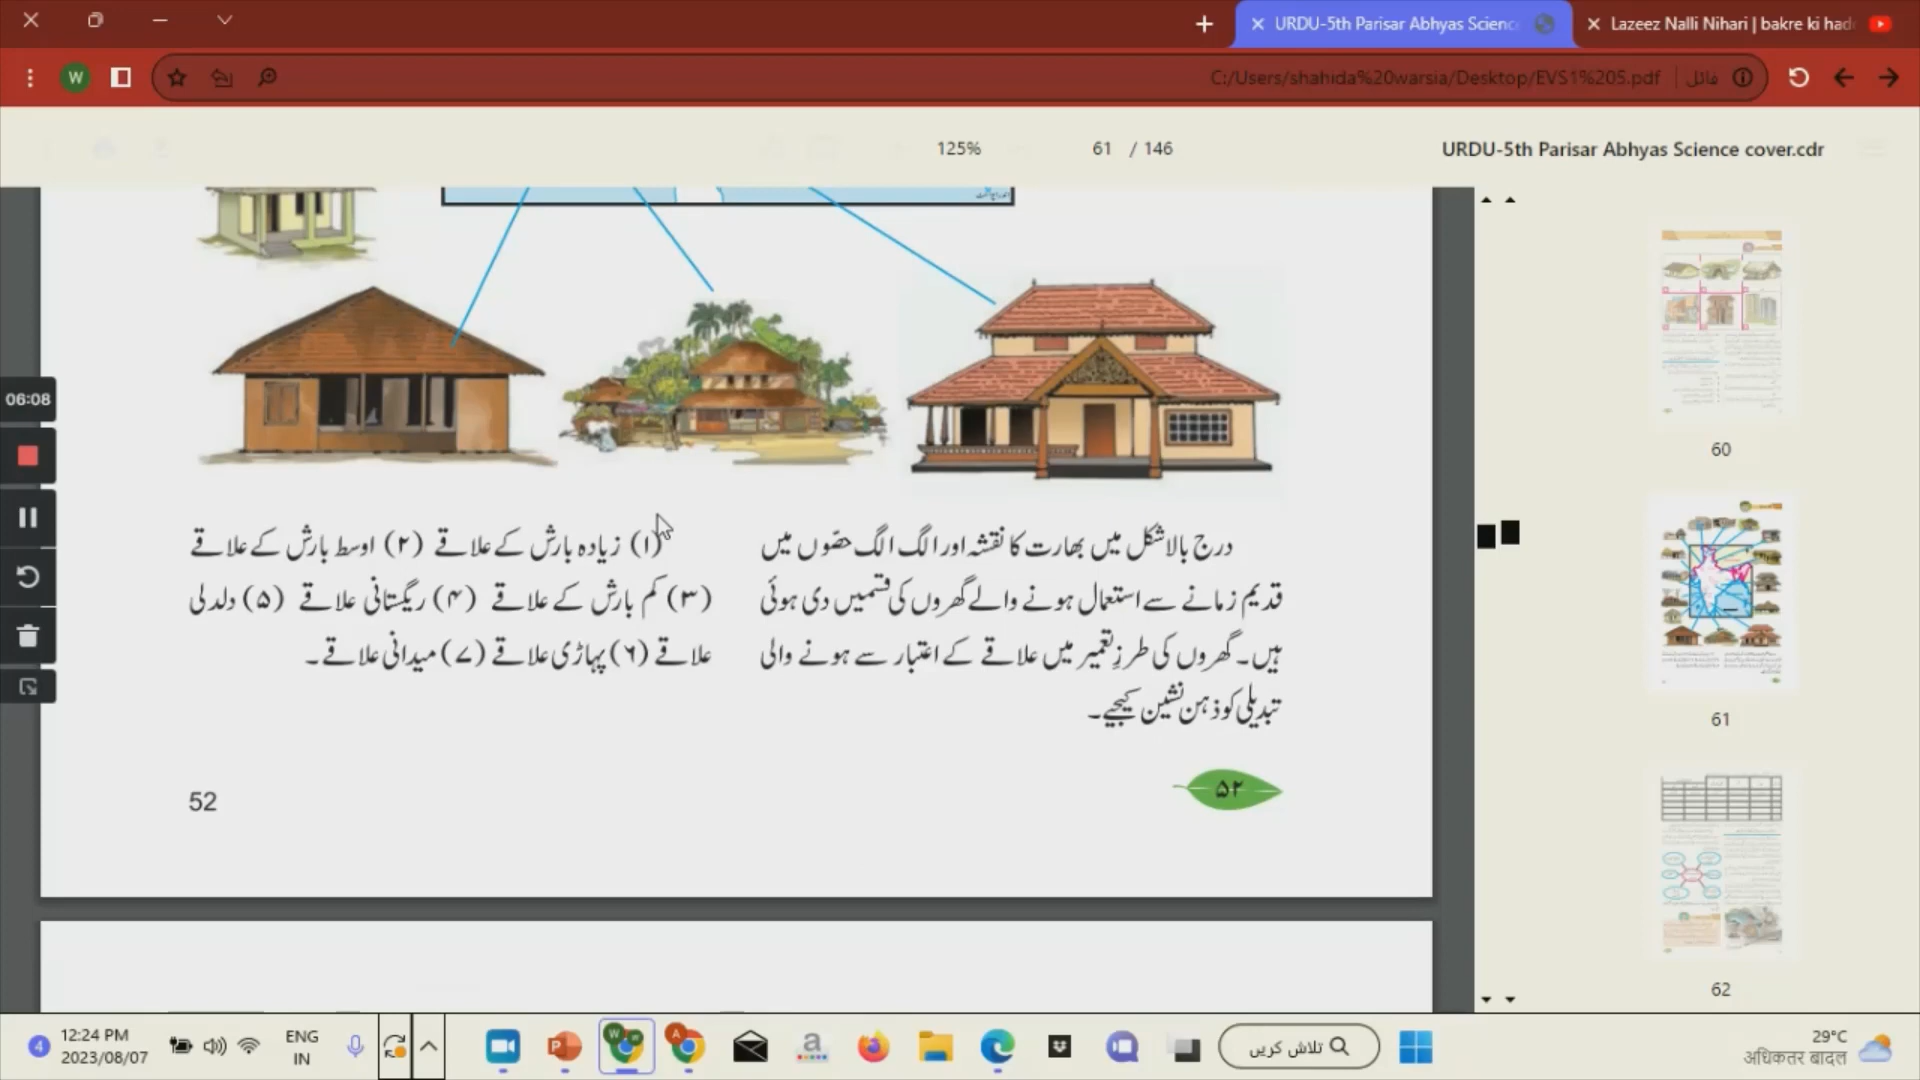 URDU-5th Parisar Abhyas Scienc
Lazeez Nalli Nihari | bakre ki had
W
C:/Users/shahida%20warsia/Desktop/EVS1%205.pdf
فائل
125%
61 / 146
URDU-5th Parisar Abhyas Science cover.cdr
06:08
درج بالا شکل میں بھارت کا نقشہ اور الگ الگ حصّوں میں
قدیم زمانے سے استعمال ہونے والے گھروں کی قسمیں دی ہوئی
ہیں۔ گھروں کی طرزِ تعمیر میں علاقے کے اعتبار سے ہونے والی
تبدیلی کو ذہن نشین کیجیے۔
(۱) زیادہ بارش کے علاقے (۲) اوسط بارش کے علاقے
(۳) کم بارش کے علاقے (۴) ریگستانی علاقے (۵) دلدلی
علاقے (۶) پہاڑی علاقے (۷) میدانی علاقے۔
52
۵۲
60
61
62
4
12:24 PM
2023/08/07
ENG
IN
تلاش کریں
29°C
अधिकतर बादल